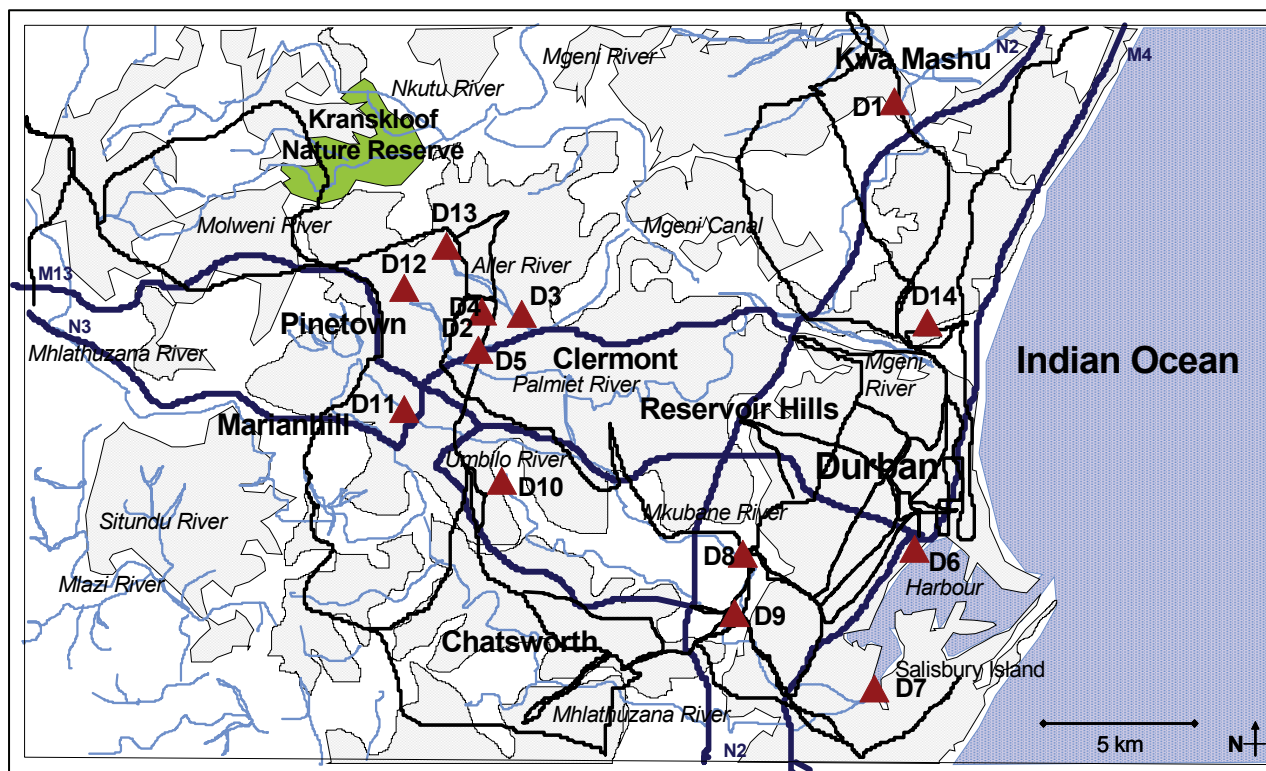 Mgeni River
Kwa Mashu
N2
M4
Nkutu River
D1
Kranskloof
Nature Reserve
D13
Molweni River
Mgeni/Canal
D12
Aller River
M13
D14
D4
D3
N3
Pinetown
D2
Mhlathuzana River
D5
Clermont
Mgeni
River
Indian Ocean
Palmiet River
D11
Reservoir Hills
Marianhill
Umbilo River
Durban
D10
Situndu River
Mkubane River
D8
D6
Mlazi River
Harbour
D9
Chatsworth
Salisbury Island
D7
Mhlathuzana River
N2
5 km
N